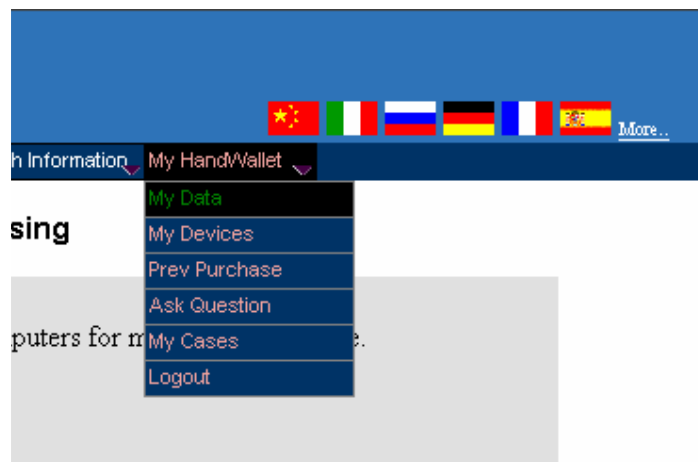 More..
h Information My HandWallet
My Data
sing
My Devices
Prev Purchase
Ask Question
puters for m
My Cases
e.
Logout